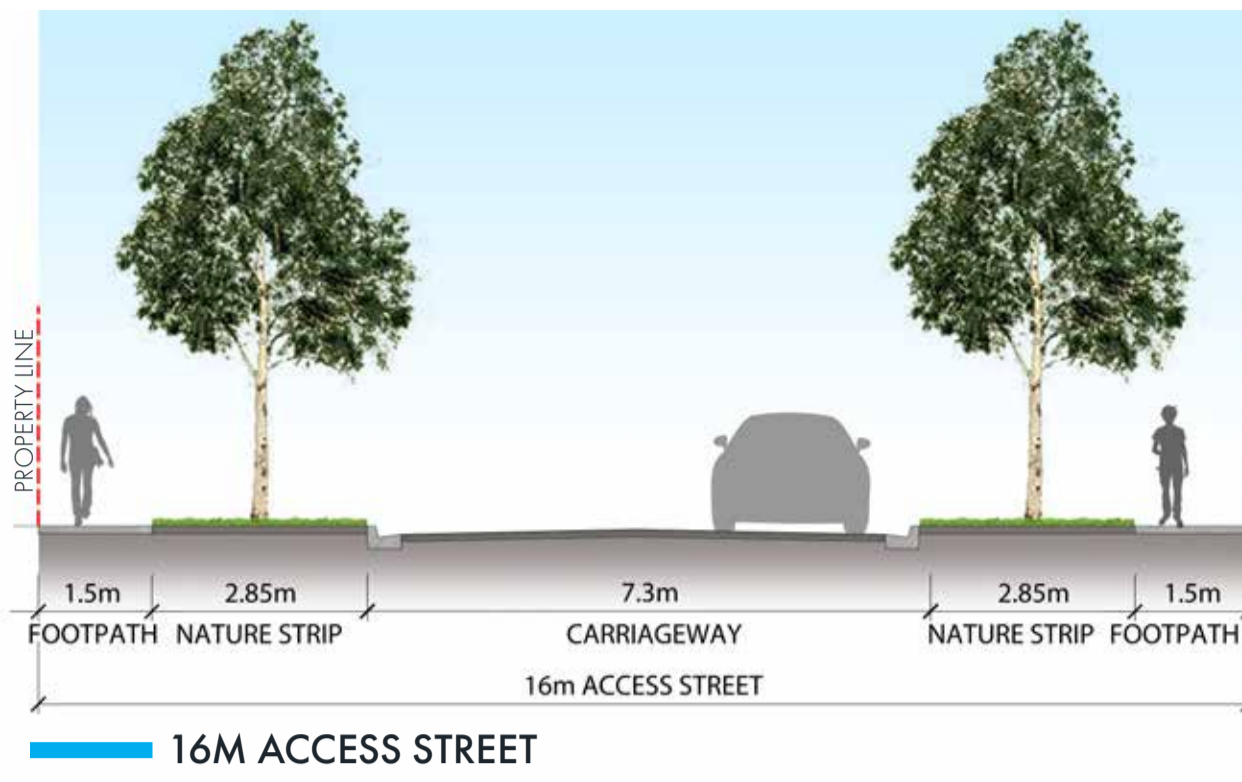 PROPERTY LINE
1.5m 2.85m 7.3m 2.85m 1.5m
FOOTPATH NATURE STRIP CARRIAGEWAY NATURE STRIP FOOTPATH
16m ACCESS STREET
16M ACCESS STREET